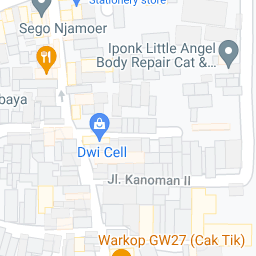 Stationery store
Sego Njamoer
Iponk Little Angel
Body Repair Cat &...
baya
Dwi Cell
Jl. Kanoman II
Warkop GW27 (Cak Tik)